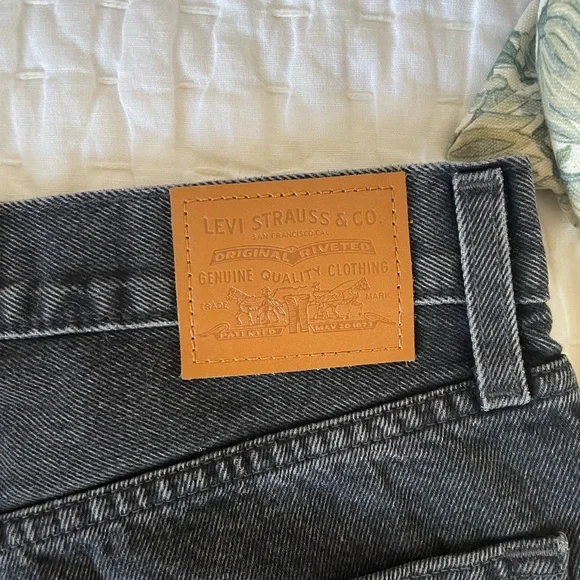 LEVI STRAUSS & CO.
SAN FRANCISCO, CAL
ORIGINAL RIVETED
GENUINE QUALITY CLOTHING
TRADE MARK
PATENTED MAY 20 1873